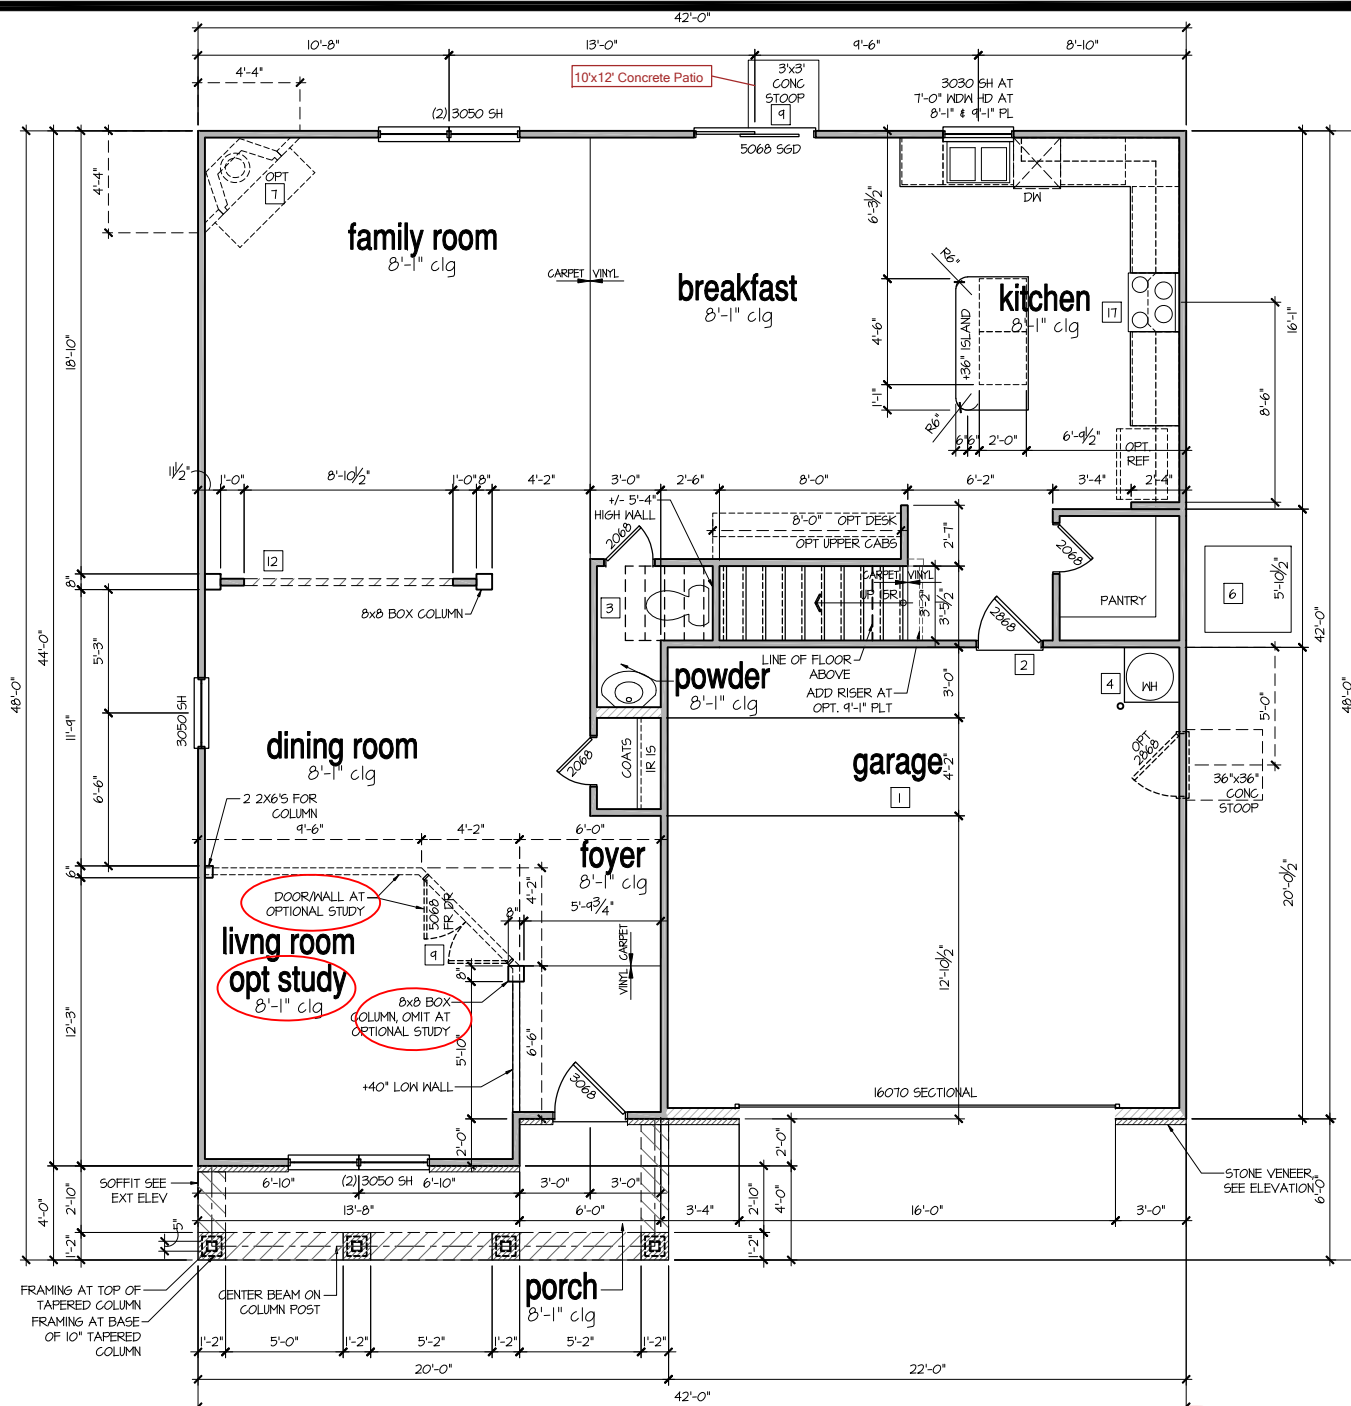 42'-0"
10'-8"
13'-0"
9'-6"
8'-10"
4'-4"
10'x12' Concrete Patio
3'x3'
CONC
STOOP
9
3030 SH AT
7'-0" WDW HD AT
8'-1" & 9'-1" PL
(2) 3050 SH
5068 SGD
4'-4"
OPT
7
DW
6'-3 1/2"
family room
8'-1" clg
CARPET VINYL
breakfast
8'-1" clg
R6"
kitchen
8'-1" clg
17
+36" ISLAND
4'-6"
1'-1"
R6"
16'-1"
8'-6"
18'-10"
6" 6" 2'-0"
6'-9 1/2"
OPT.
REF
11 1/2"
1'-0"
8'-10 1/2"
1'-0" 8"
4'-2"
3'-0"
2'-6"
8'-0"
6'-2"
3'-4"
2'-4"
+/- 5'-4"
HIGH WALL
8'-0" OPT DESK
OPT UPPER CABS
2'-7"
2068
2068
12
8"
8x8 BOX COLUMN
3
CARPET VINYL
UP 15R
3'-2"
3'-5 1/2"
2868
PANTRY
6
5'-10 1/2"
42'-0"
44'-0"
48'-0"
48'-0"
5'-3"
LINE OF FLOOR
ABOVE
ADD RISER AT
OPT. 9'-1" PLT
2
4
WH
3'-0"
powder
8'-1" clg
5'-0"
3050 SH
11'-9"
dining room
8'-1" clg
2068
COATS
1R 1S
garage
1
4'-2"
OPT
2868
36"x36"
CONC
STOOP
6'-6"
2 2X6'S FOR
COLUMN
9'-6"
4'-2"
6'-0"
foyer
8'-1" clg
6"
DOOR/WALL AT
OPTIONAL STUDY
5068
FR DR
8"
4'-2"
5'-9 3/4"
20'-0 1/2"
livng room
opt study
8'-1" clg
9
8"
VINYL CARPET
12'-10 1/2"
8x8 BOX
COLUMN, OMIT AT
OPTIONAL STUDY
12'-3"
5'-10"
6'-6"
+40" LOW WALL
3068
16070 SECTIONAL
2'-0"
2'-0"
SOFFIT SEE
EXT ELEV
6'-10"
(2) 3050 SH
6'-10"
3'-0"
3'-0"
STONE VENEER,
SEE ELEVATION
4'-0"
2'-10"
13'-8"
6'-0"
3'-4"
2'-10"
4'-0"
16'-0"
3'-0"
6'-0"
5"
1'-2"
1'-2"
FRAMING AT TOP OF
TAPERED COLUMN
FRAMING AT BASE
OF 10" TAPERED
COLUMN
CENTER BEAM ON
COLUMN POST
porch
8'-1" clg
1'-2"
5'-0"
1'-2"
5'-2"
1'-2"
5'-2"
1'-2"
20'-0"
22'-0"
42'-0"